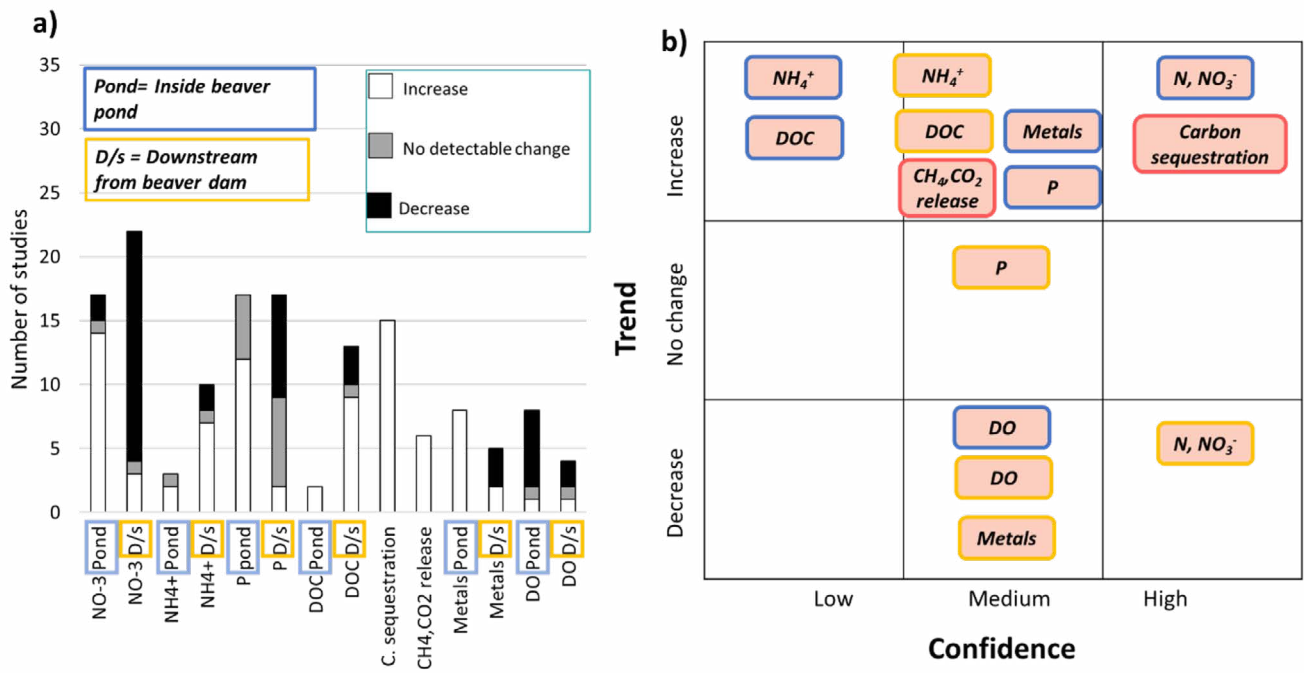 a)
35
30
25
20
15
10
5
0
Number of studies
Pond= Inside beaver
pond
D/s = Downstream
from beaver dam
Increase
No detectable change
Decrease
NO-3 Pond
NO-3 D/s
NH4+ Pond
NH4+ D/s
P pond
P D/s
DOC Pond
DOC D/s
C. sequestration
CH4,CO2 release
Metals Pond
Metals D/s
DO Pond
DO D/s
b)
Trend
Increase
No change
Decrease
NH₄⁺
NH₄⁺
N, NO₃⁻
DOC
DOC
Metals
Carbon
sequestration
CH₄,CO₂
release
P
P
DO
DO
Metals
N, NO₃⁻
Low
Medium
High
Confidence